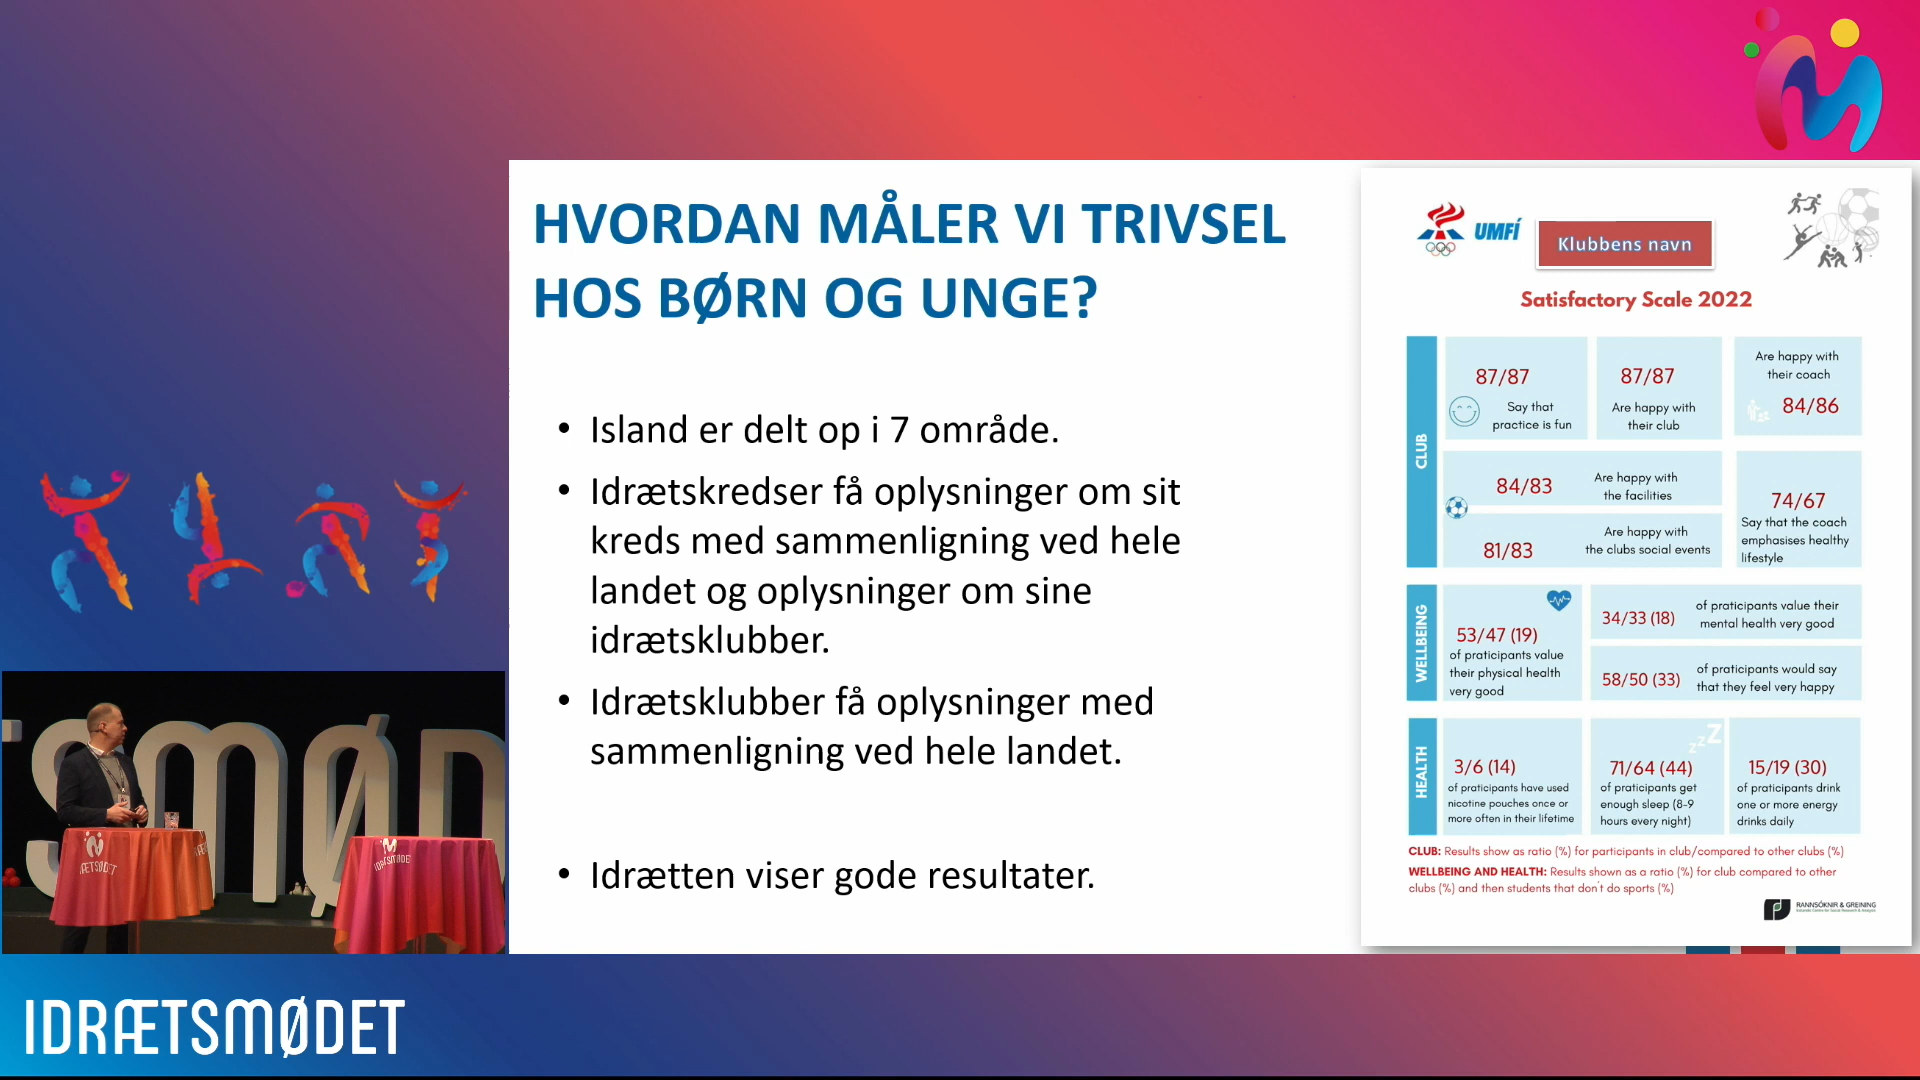 HVORDAN MÅLER VI TRIVSEL
HOS BØRN OG UNGE?
• Island er delt op i 7 område.
• Idrætskredser få oplysninger om sit
kreds med sammenligning ved hele
landet og oplysninger om sine
idrætsklubber.
• Idrætsklubber få oplysninger med
sammenligning ved hele landet.
• Idrætten viser gode resultater.
UMFÍ
Klubbens navn
Satisfactory Scale 2022
CLUB
87/87
Say that
practice is fun
87/87
Are happy with
their club
Are happy with
their coach
84/86
84/83
Are happy with
the facilities
81/83
Are happy with
the clubs social events
74/67
Say that the coach
emphasises healthy
lifestyle
WELLBEING
53/47 (19)
of praticipants value
their physical health
very good
34/33 (18)
of praticipants value their
mental health very good
58/50 (33)
of praticipants would say
that they feel very happy
HEALTH
3/6 (14)
of participants have used
nicotine pouches once or
more often in their lifetime
zzZ
71/64 (44)
of participants get
enough sleep (8-9
hours every night)
15/19 (30)
of praticipants drink
one or more energy
drinks daily
CLUB: Results show as ratio (%) for participants in club/compared to other clubs (%)
WELLBEING AND HEALTH: Results shown as a ratio (%) for club compared to other
clubs (%) and then students that don't do sports (%)
RANNSÓKNIR & GREINING
TSMØD
IDRÆTSMØDET
IDRÆTSMØDE
IDRÆTSMØDET